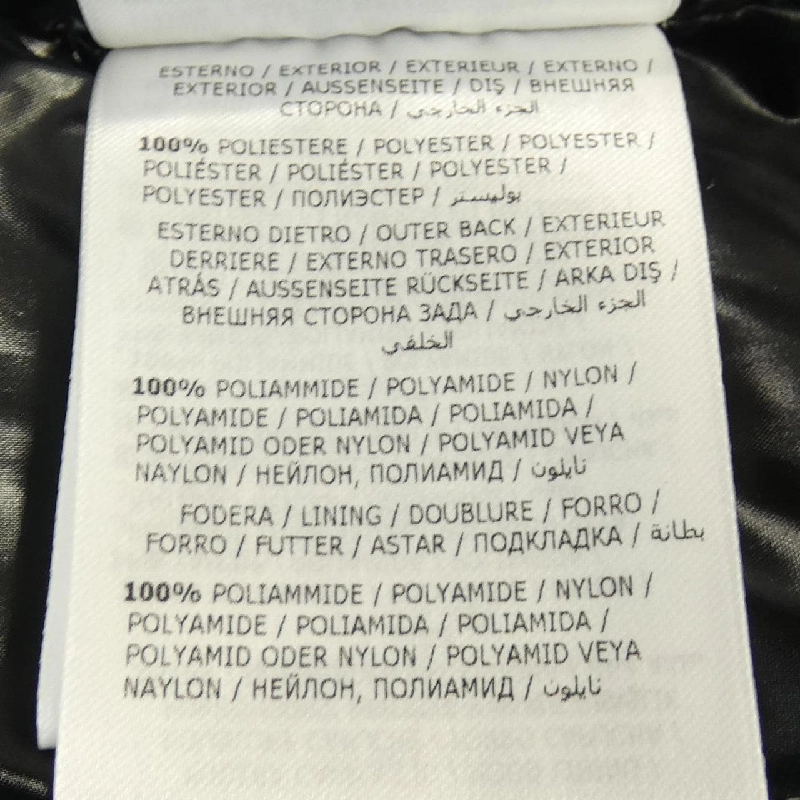 ESTERNO / EXTERIOR / EXTERIEUR / EXTERNO /
EXTERIOR / AUSSENSEITE / DIŞ / ВНЕШНЯЯ
СТОРОНА / الجزء الخارجي
100% POLIESTERE / POLYESTER / POLYESTER /
POLIÉSTER / POLIÉSTER / POLYESTER /
POLYESTER / ПОЛИЭСТЕР / بوليستر
ESTERNO DIETRO / OUTER BACK / EXTERIEUR
DERRIERE / EXTERNO TRASERO / EXTERIOR
ATRÁS / AUSSENSEITE RÜCKSEITE / ARKA DIŞ /
ВНЕШНЯЯ СТОРОНА ЗАДА / الجزء الخارجي
الخلفي
100% POLIAMMIDE / POLYAMIDE / NYLON /
POLYAMIDE / POLIAMIDA / POLIAMIDA /
POLYAMID ODER NYLON / POLYAMID VEYA
NAYLON / НЕЙЛОН, ПОЛИАМИД / نايلون
FODERA / LINING / DOUBLURE / FORRO /
FORRO / FUTTER / ASTAR / ПОДКЛАДКА / بطانة
100% POLIAMMIDE / POLYAMIDE / NYLON /
POLYAMIDE / POLIAMIDA / POLIAMIDA /
POLYAMID ODER NYLON / POLYAMID VEYA
NAYLON / НЕЙЛОН, ПОЛИАМИД / نايلون